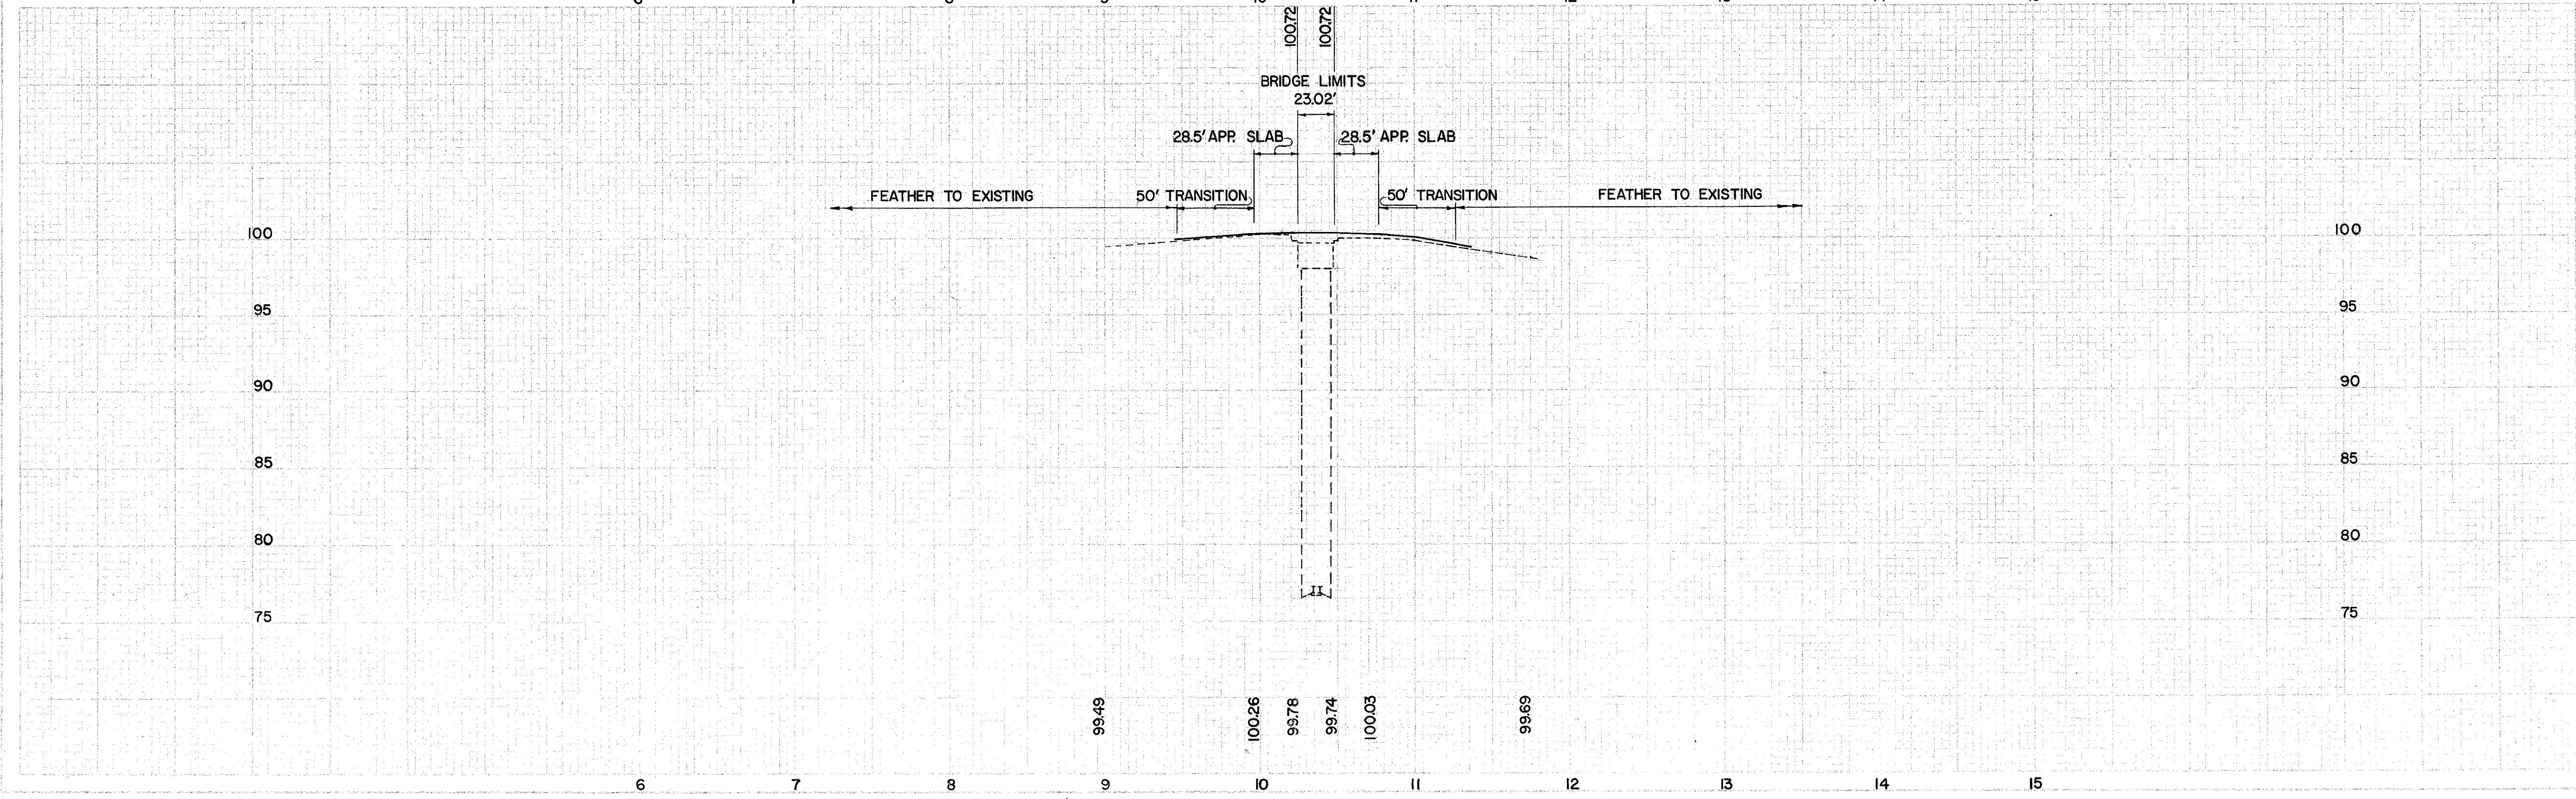 100.72
100.72
BRIDGE LIMITS
23.02'
28.5' APP. SLAB
28.5' APP. SLAB
FEATHER TO EXISTING
50' TRANSITION
50' TRANSITION
FEATHER TO EXISTING
100
100
95
95
90
90
85
85
80
80
75
75
99.49
100.26
99.78
99.74
100.03
99.69
6 7 8 9 10 11 12 13 14 15